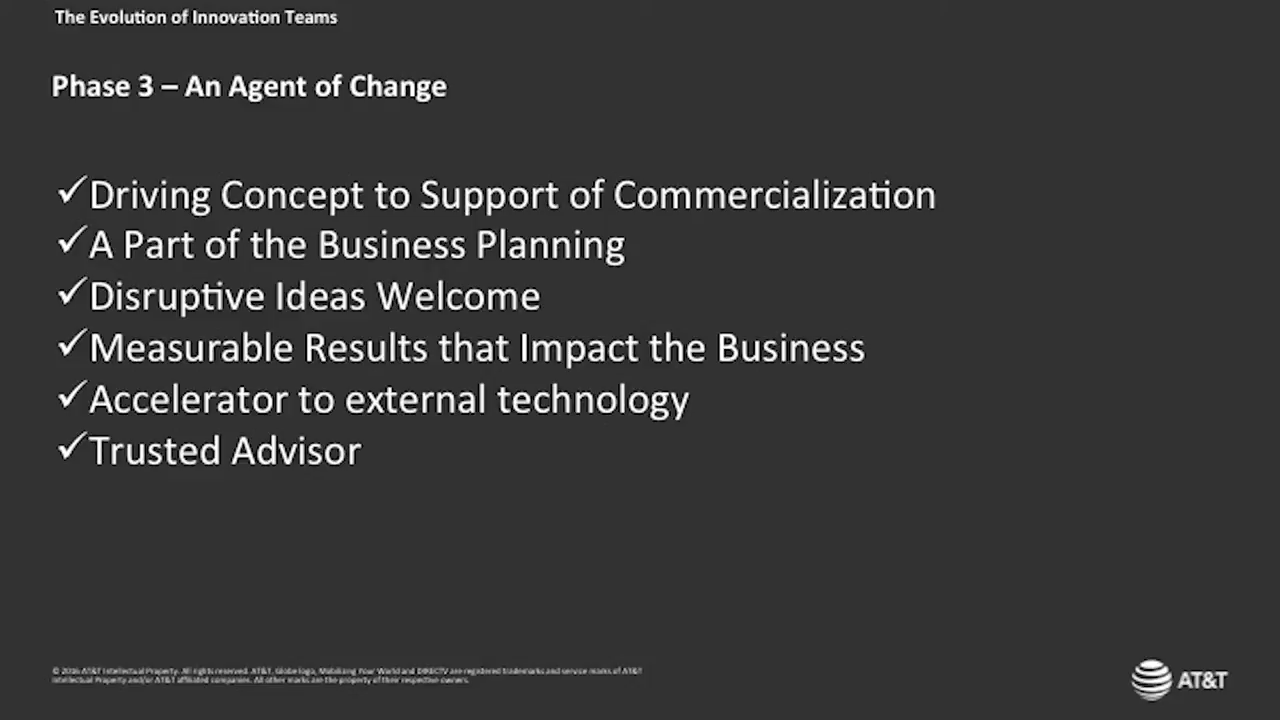 The Evolution of Innovation Teams
Phase 3 – An Agent of Change
✓Driving Concept to Support of Commercialization
✓A Part of the Business Planning
✓Disruptive Ideas Welcome
✓Measurable Results that Impact the Business
✓Accelerator to external technology
✓Trusted Advisor
© 2016 AT&T Intellectual Property. All rights reserved. AT&T, Globe logo, Mobilizing Your World and DIRECTV are registered trademarks and service marks of AT&T
Intellectual Property and/or AT&T affiliated companies. All other marks are the property of their respective owners.
AT&T